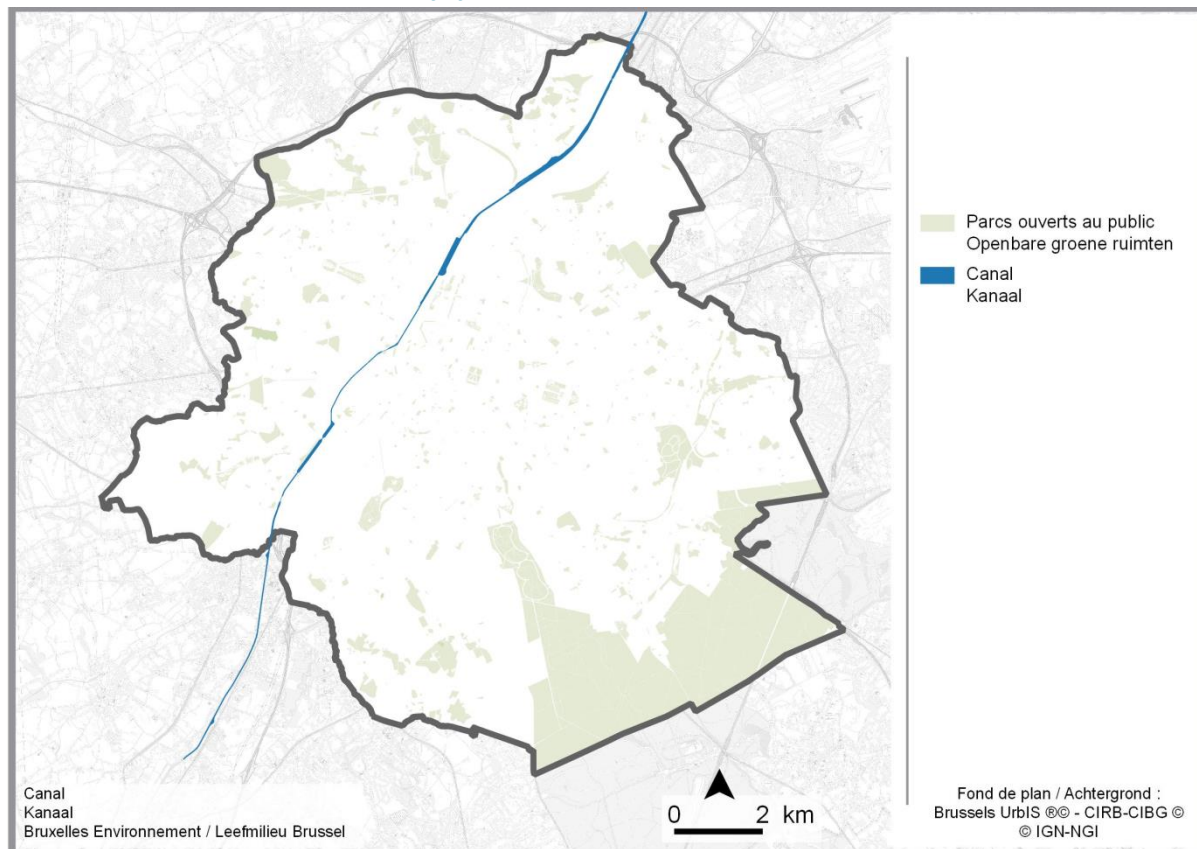 Parcs ouverts au public
Openbare groene ruimten
Canal
Kanaal
Canal
Kanaal
Bruxelles Environnement / Leefmilieu Brussel
0 2 km
Fond de plan / Achtergrond :
Brussels UrbIS ®© - CIRB-CIBG ©
© IGN-NGI